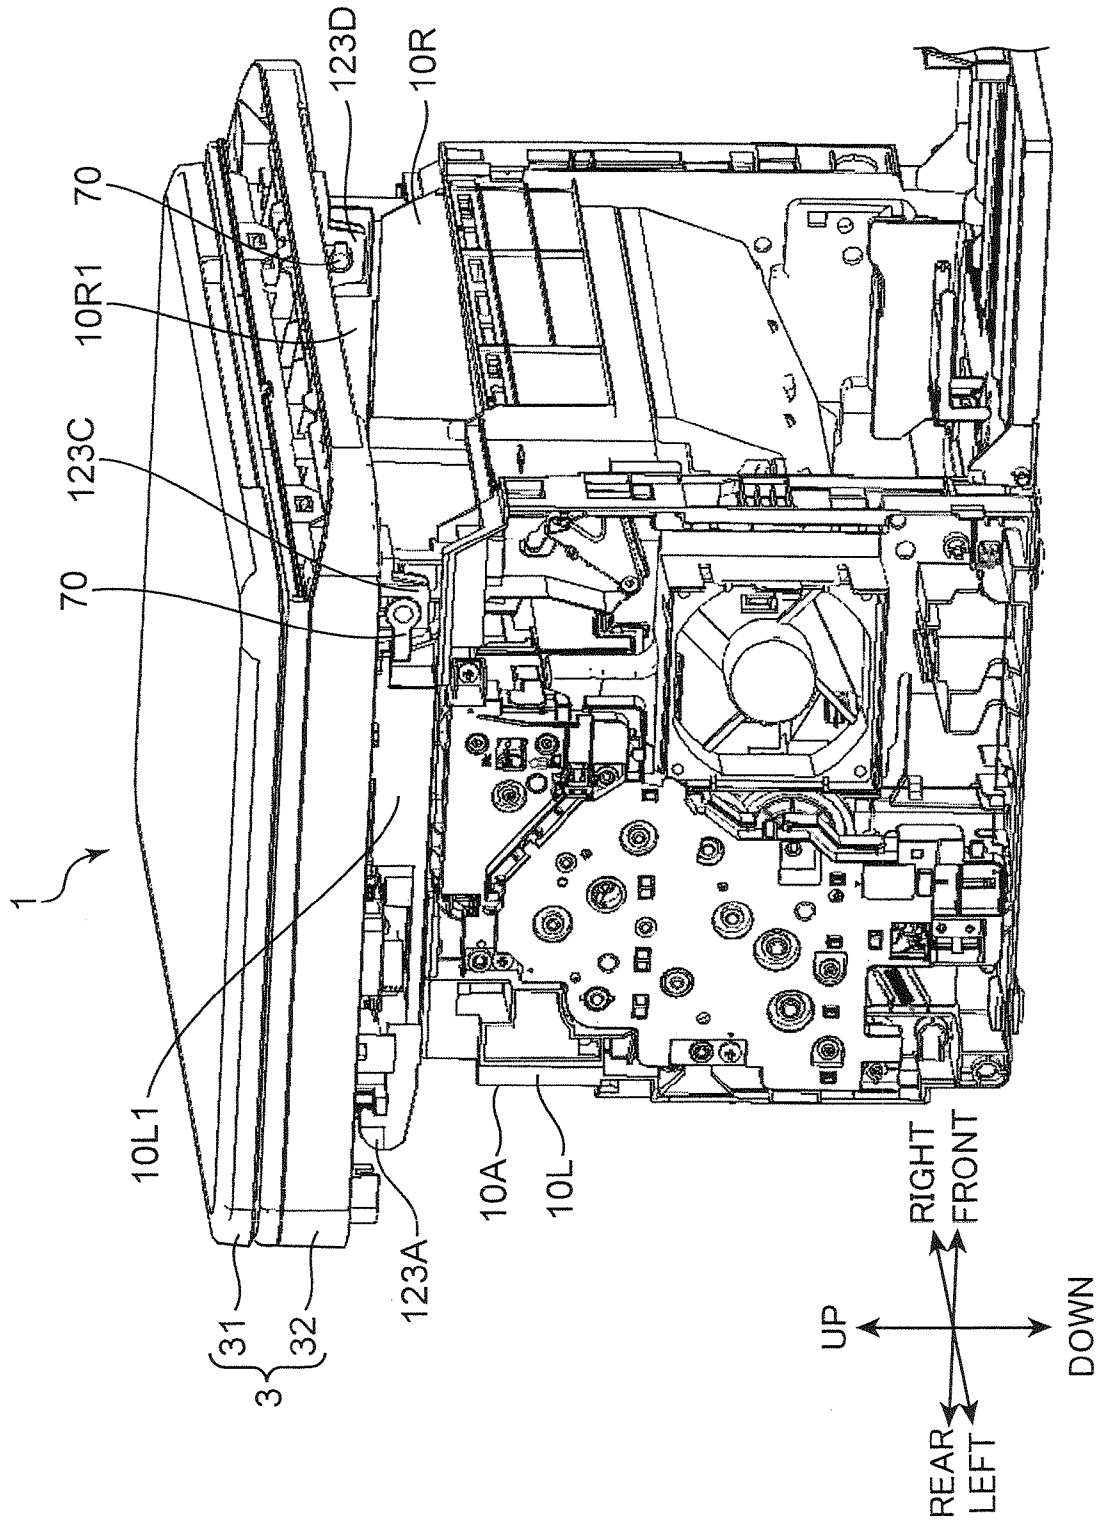 1
3
31
32
123A
10L1
10A
10L
70
123C
10R1
70
123D
10R
UP
DOWN
REAR
LEFT
RIGHT
FRONT